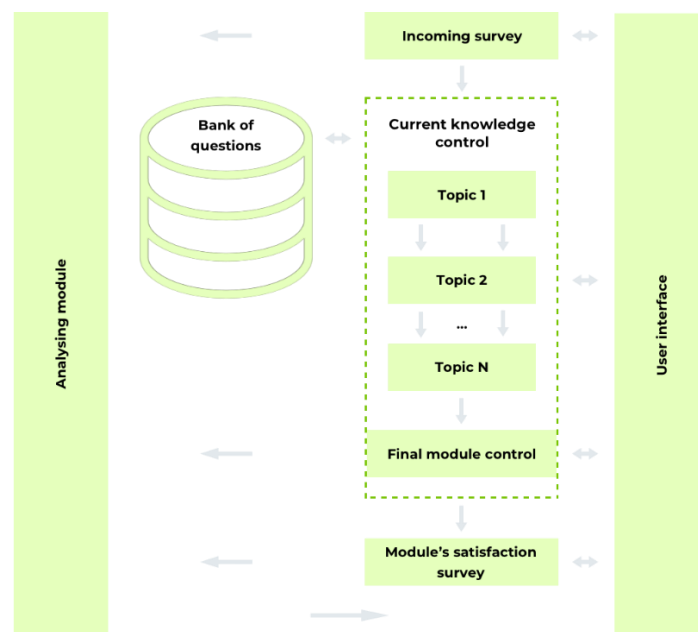 Incoming survey
Bank of
questions
Current knowledge
control
Topic 1
Topic 2
...
Topic N
Final module control
Module’s satisfaction
survey
Analysing module
User interface